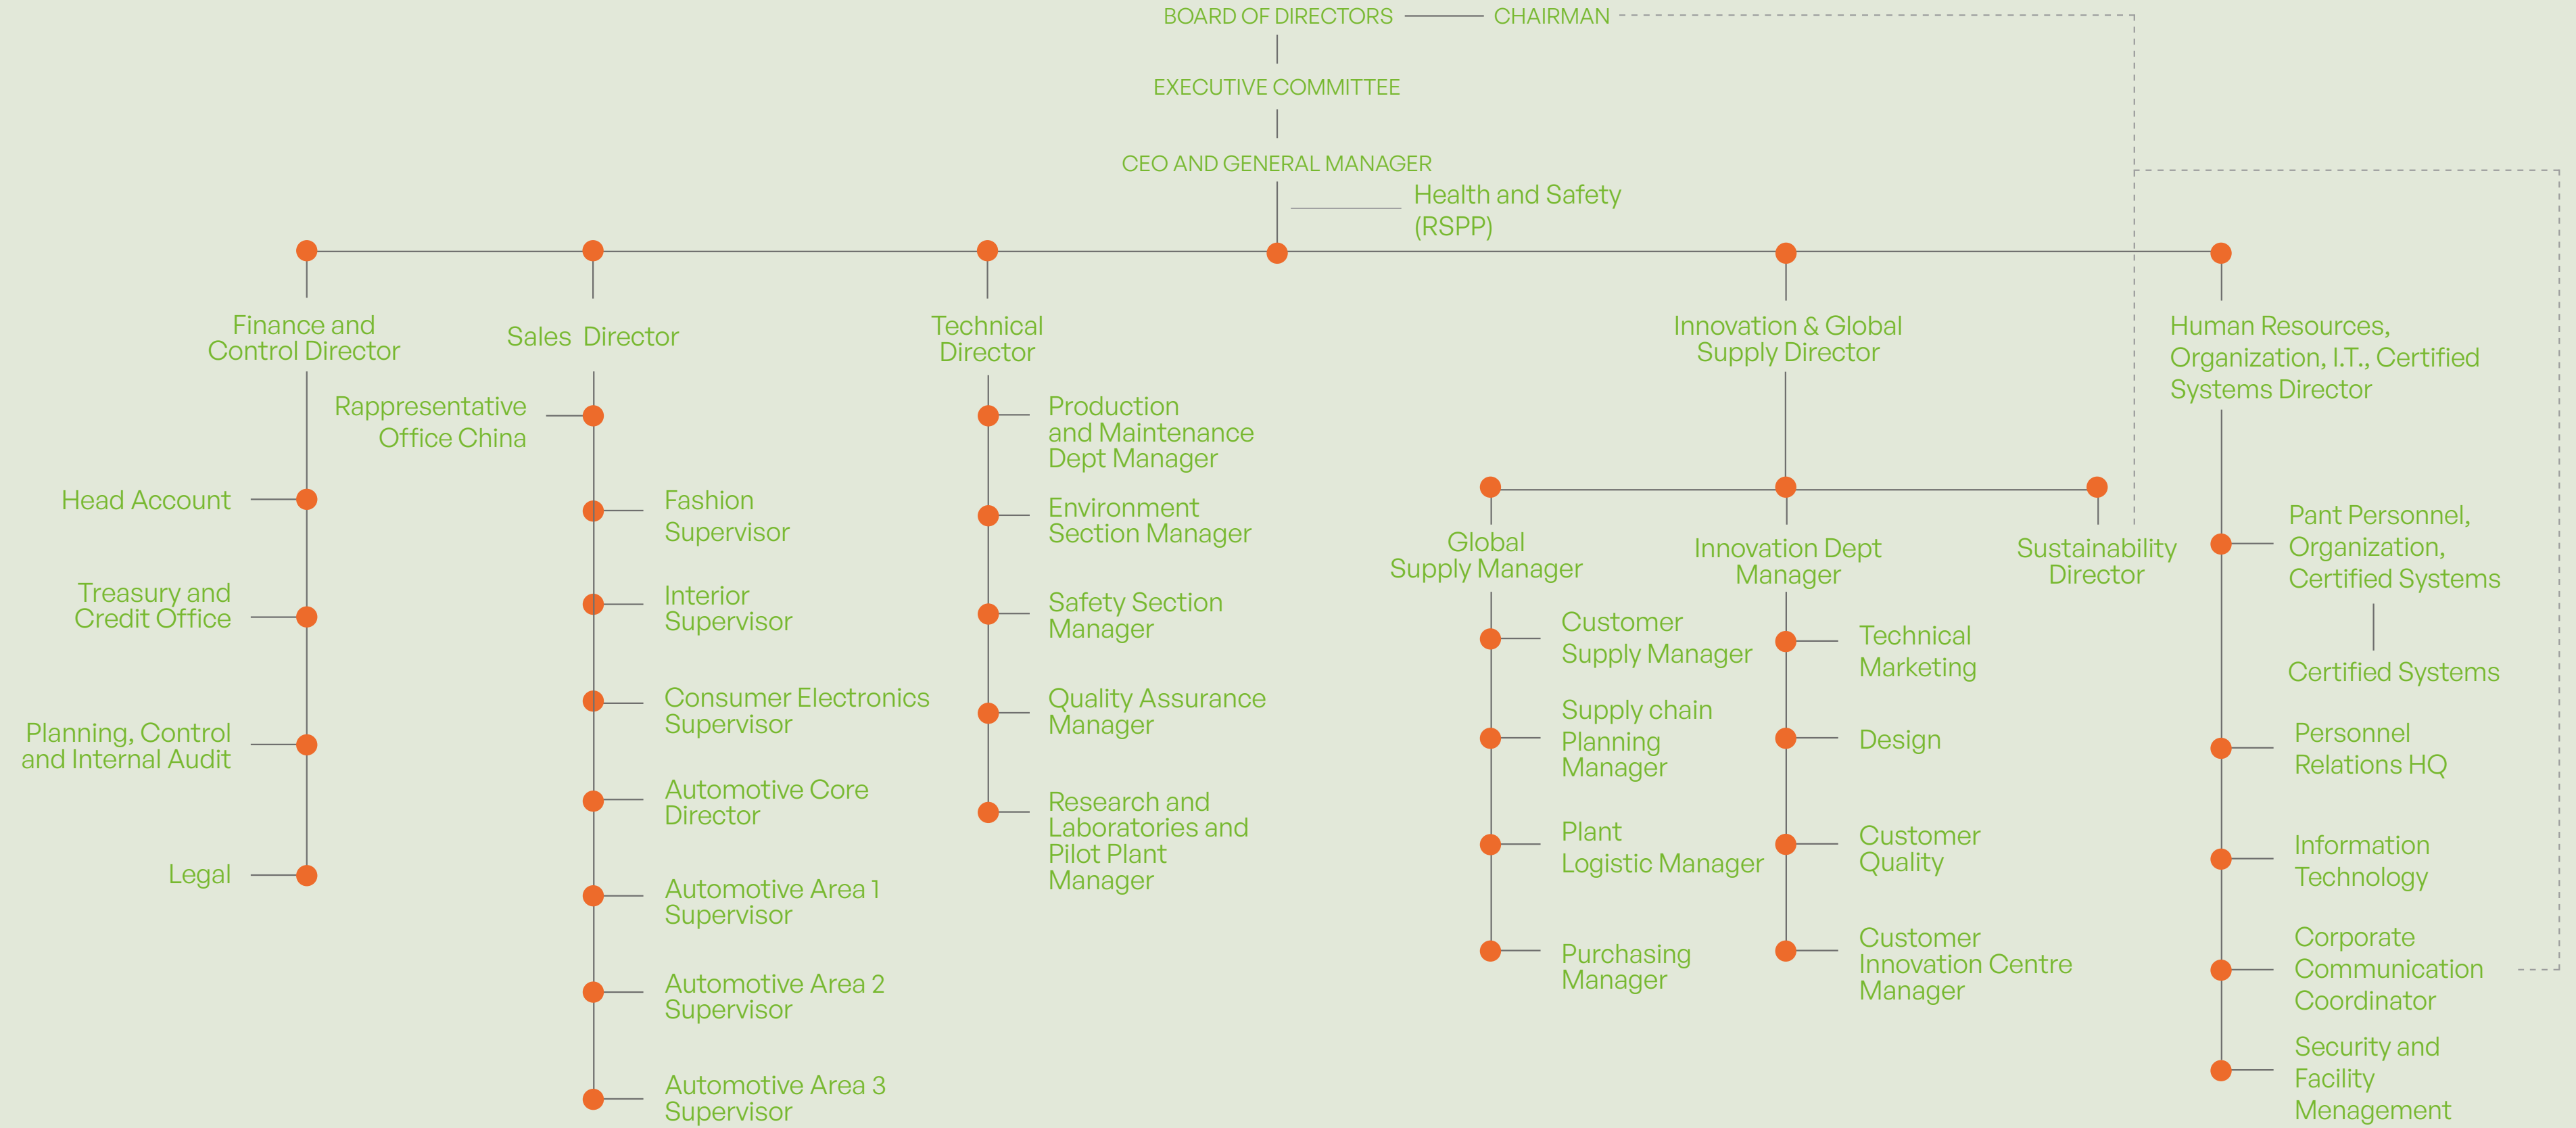 BOARD OF DIRECTORS
CHAIRMAN
EXECUTIVE COMMITTEE
CEO AND GENERAL MANAGER
Health and Safety
(RSPP)
Finance and
Control Director
Head Account
Treasury and
Credit Office
Planning, Control
and Internal Audit
Legal
Sales Director
Rappresentative
Office China
Fashion
Supervisor
Interior
Supervisor
Consumer Electronics
Supervisor
Automotive Core
Director
Automotive Area 1
Supervisor
Automotive Area 2
Supervisor
Automotive Area 3
Supervisor
Technical
Director
Production
and Maintenance
Dept Manager
Environment
Section Manager
Safety Section
Manager
Quality Assurance
Manager
Research and
Laboratories and
Pilot Plant
Manager
Innovation & Global
Supply Director
Global
Supply Manager
Customer
Supply Manager
Supply chain
Planning
Manager
Plant
Logistic Manager
Purchasing
Manager
Innovation Dept
Manager
Technical
Marketing
Design
Customer
Quality
Customer
Innovation Centre
Manager
Sustainability
Director
Human Resources,
Organization, I.T., Certified
Systems Director
Pant Personnel,
Organization,
Certified Systems
Certified Systems
Personnel
Relations HQ
Information
Technology
Corporate
Communication
Coordinator
Security and
Facility
Menagement